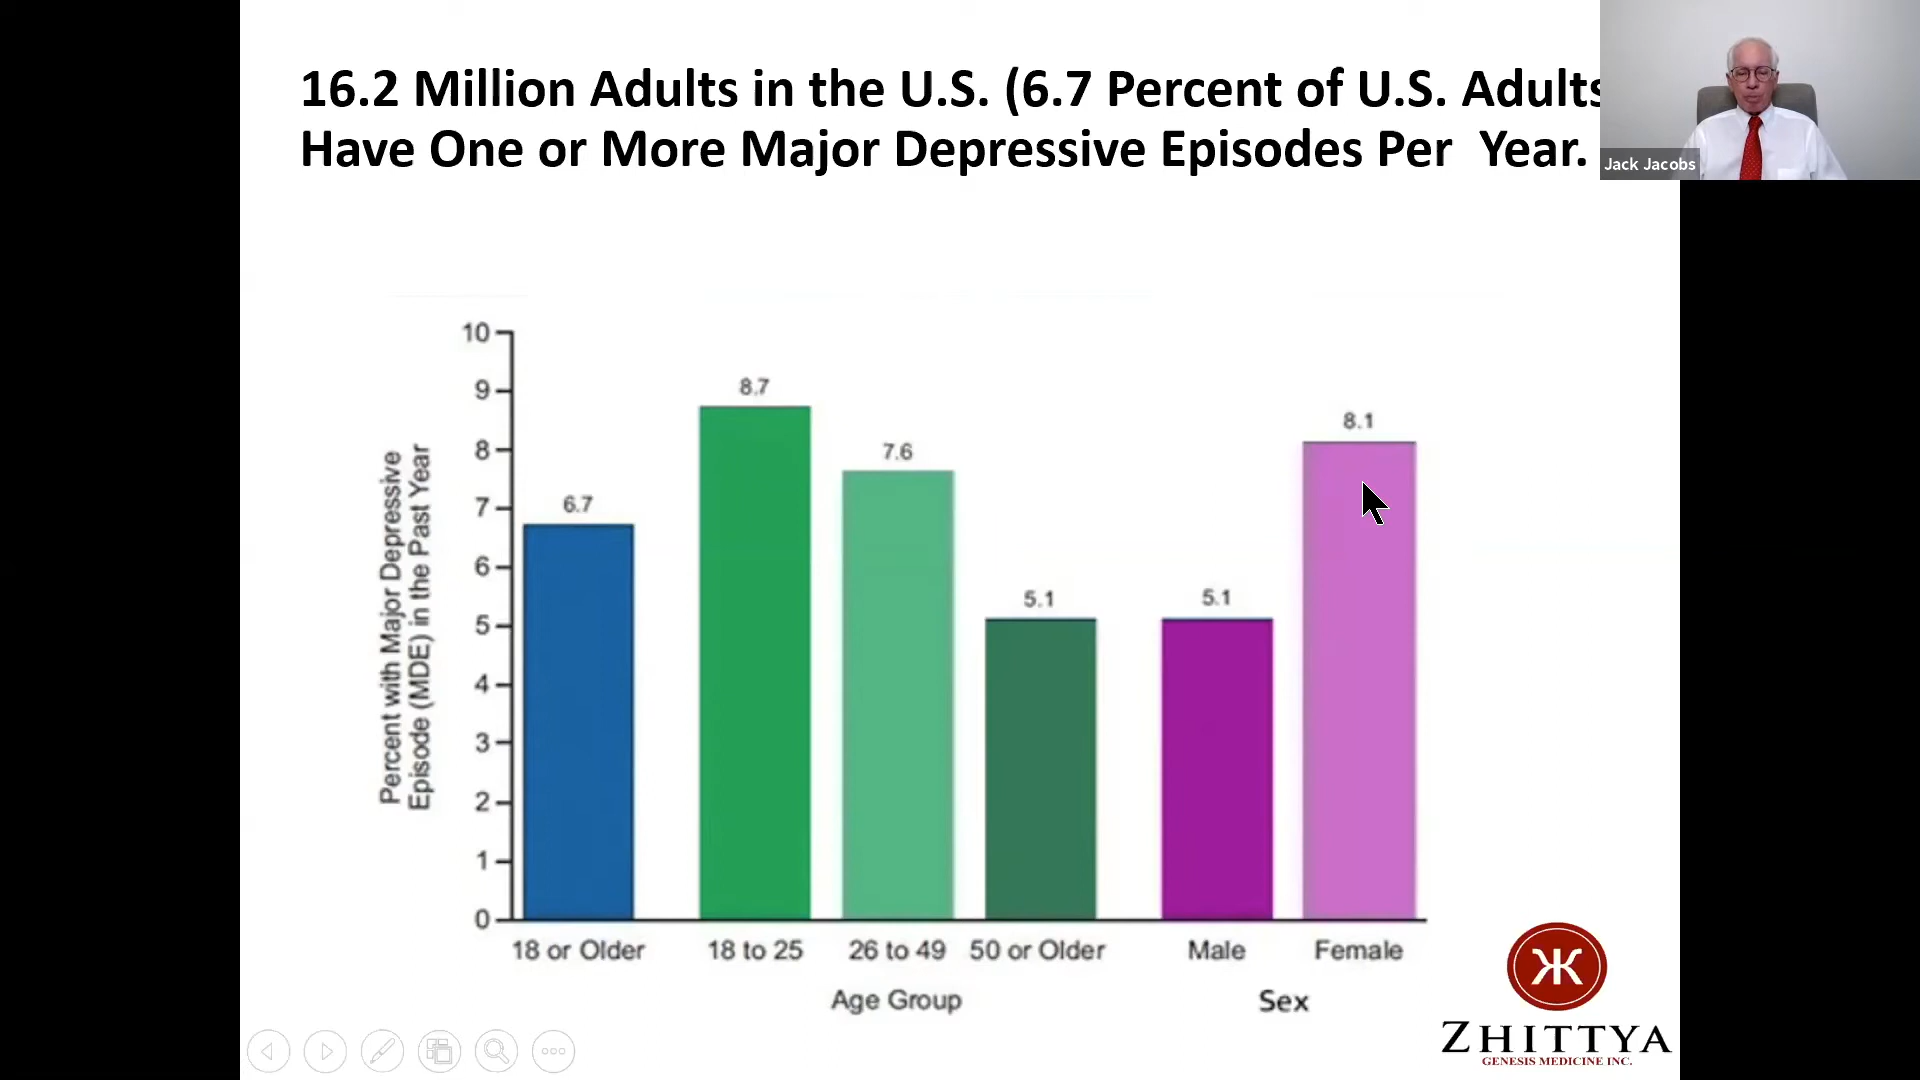 16.2 Million Adults in the U.S. (6.7 Percent of U.S. Adults
Have One or More Major Depressive Episodes Per  Year.
Jack Jacobs
Percent with Major Depressive
Episode (MDE) in the Past Year
10
9
8
7
6
5
4
3
2
1
0
6.7
8.7
7.6
5.1
5.1
8.1
18 or Older
18 to 25
26 to 49
50 or Older
Male
Female
Age Group
Sex
ZHITTYA
GENESIS MEDICINE INC.